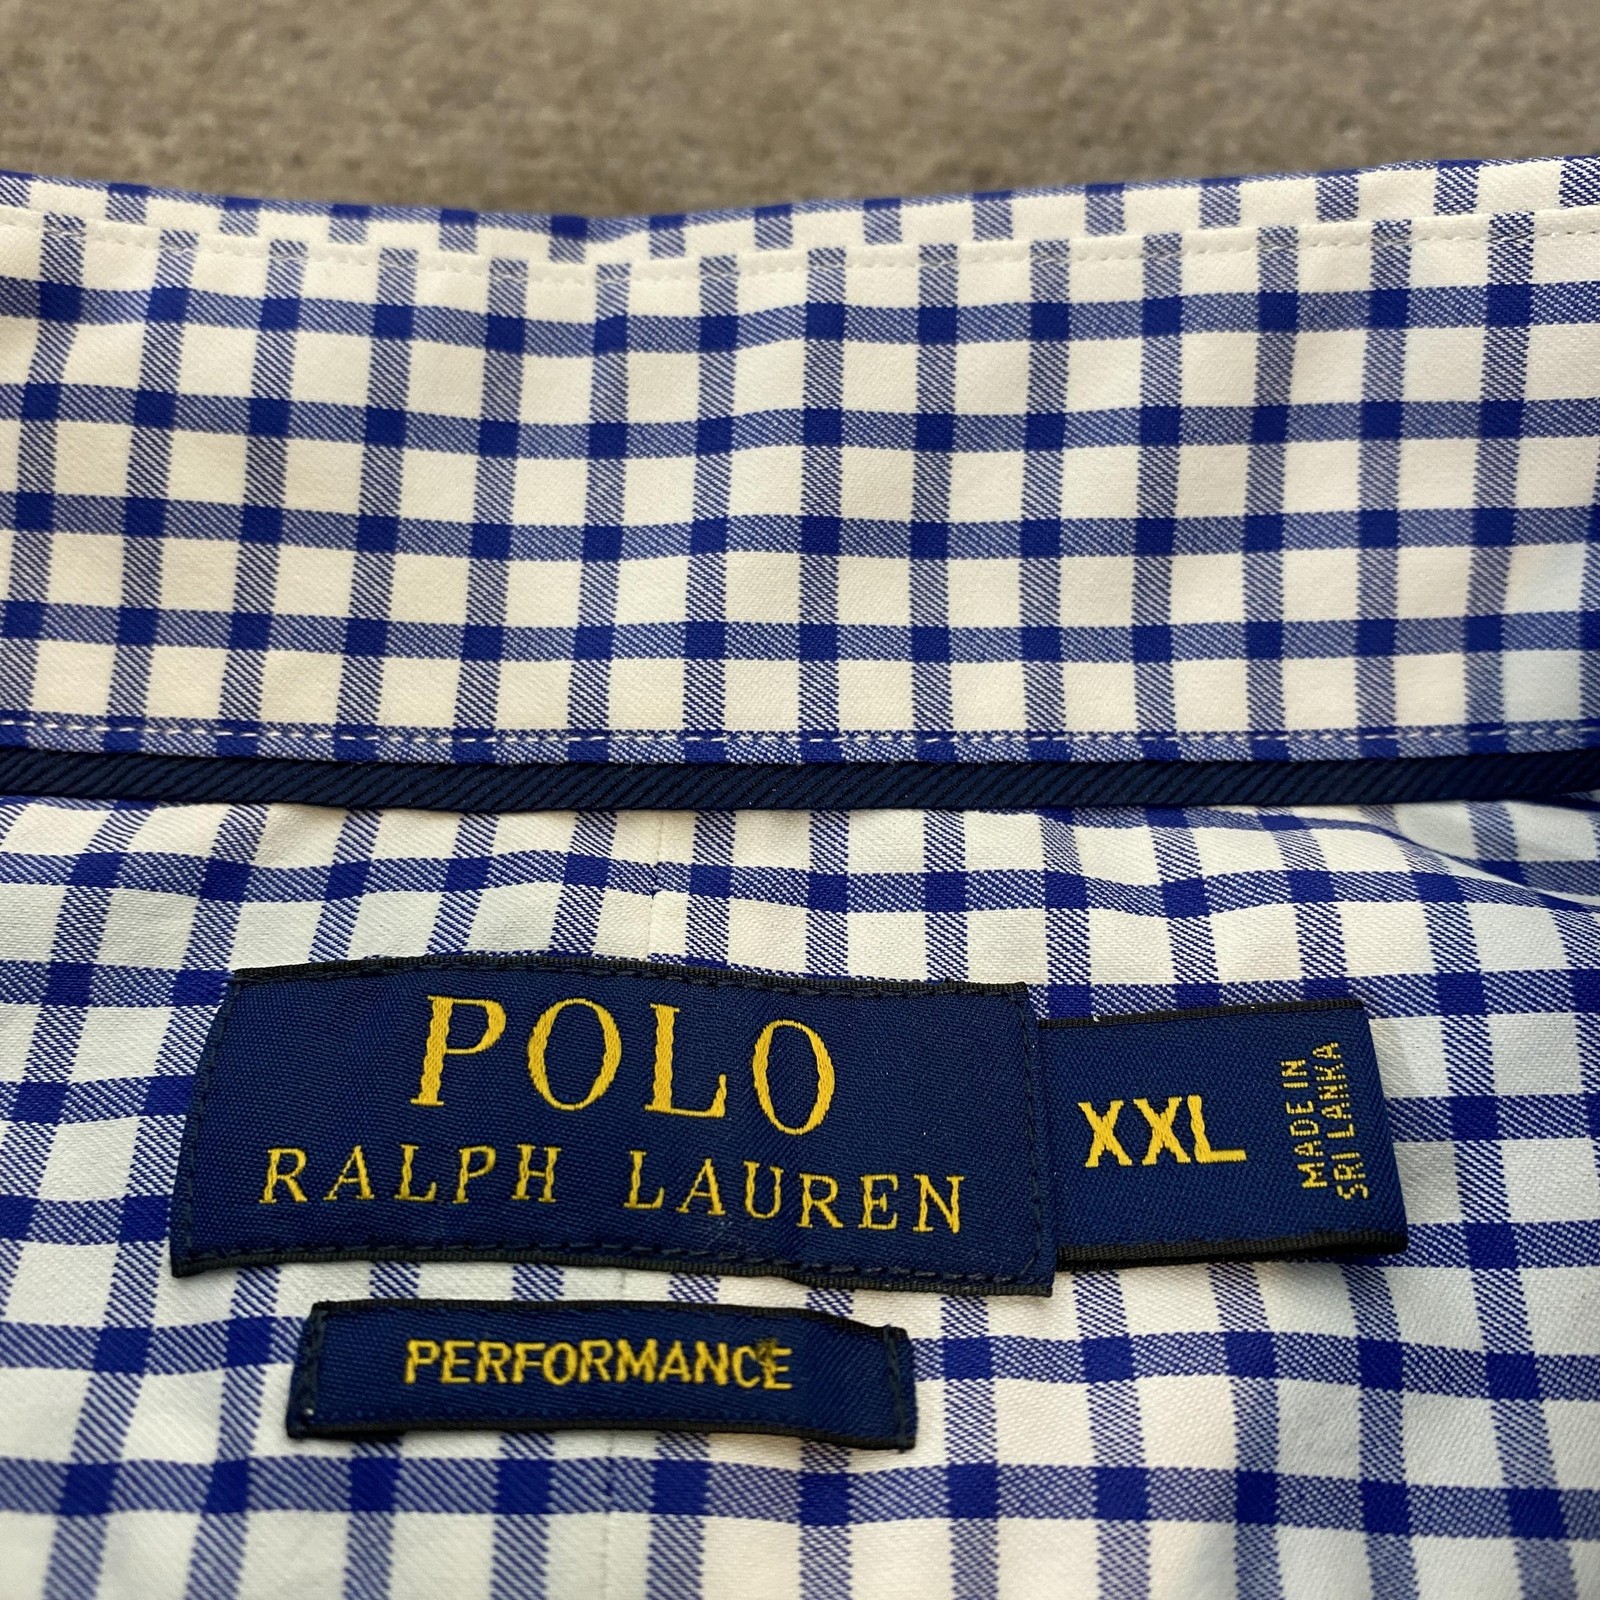 POLO
RALPH LAUREN
XXL
MADE IN
SRI LANKA
PERFORMANCE